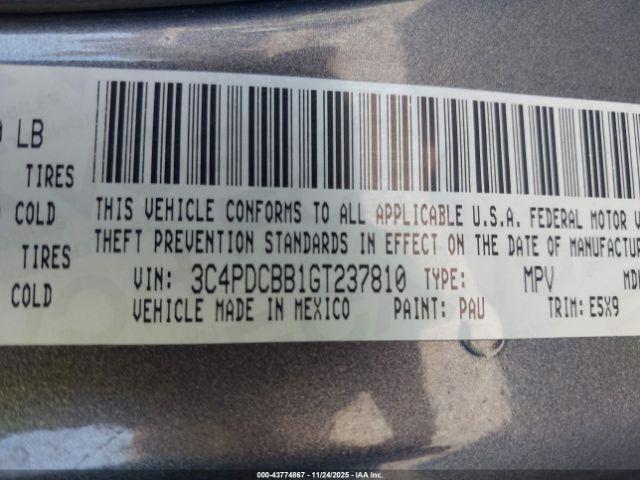 LB
TIRES
COLD
TIRES
COLD
THIS VEHICLE CONFORMS TO ALL APPLICABLE U.S.A. FEDERAL MOTOR
THEFT PREVENTION STANDARDS IN EFFECT ON THE DATE OF MANUFACTU
VIN: 3C4PDCBB1GT237810 TYPE: MPV
VEHICLE MADE IN MEXICO PAINT: PAU TRIM: E5X9
000-43774867 - 11/24/2025 - IAA Inc.